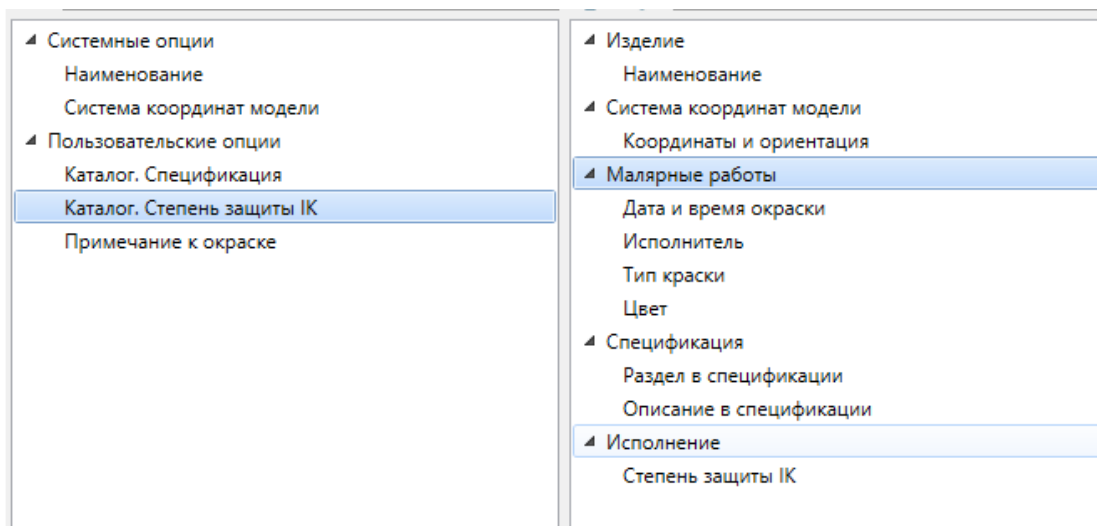 Системные опции
Наименование
Система координат модели
Пользовательские опции
Каталог. Спецификация
Каталог. Степень защиты IK
Примечание к окраске
Изделие
Наименование
Система координат модели
Координаты и ориентация
Малярные работы
Дата и время окраски
Исполнитель
Тип краски
Цвет
Спецификация
Раздел в спецификации
Описание в спецификации
Исполнение
Степень защиты IK